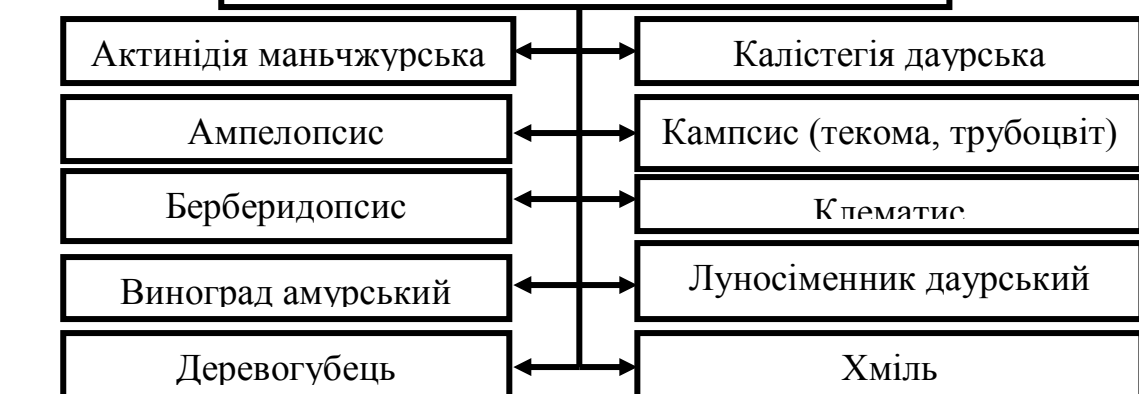 Актинідія маньчжурська
Калістегія даурська
Ампелопсис
Кампсис (текома, трубоцвіт)
Берберидопсис
Клематис
Виноград амурський
Луносіменник даурський
Деревогубець
Хміль